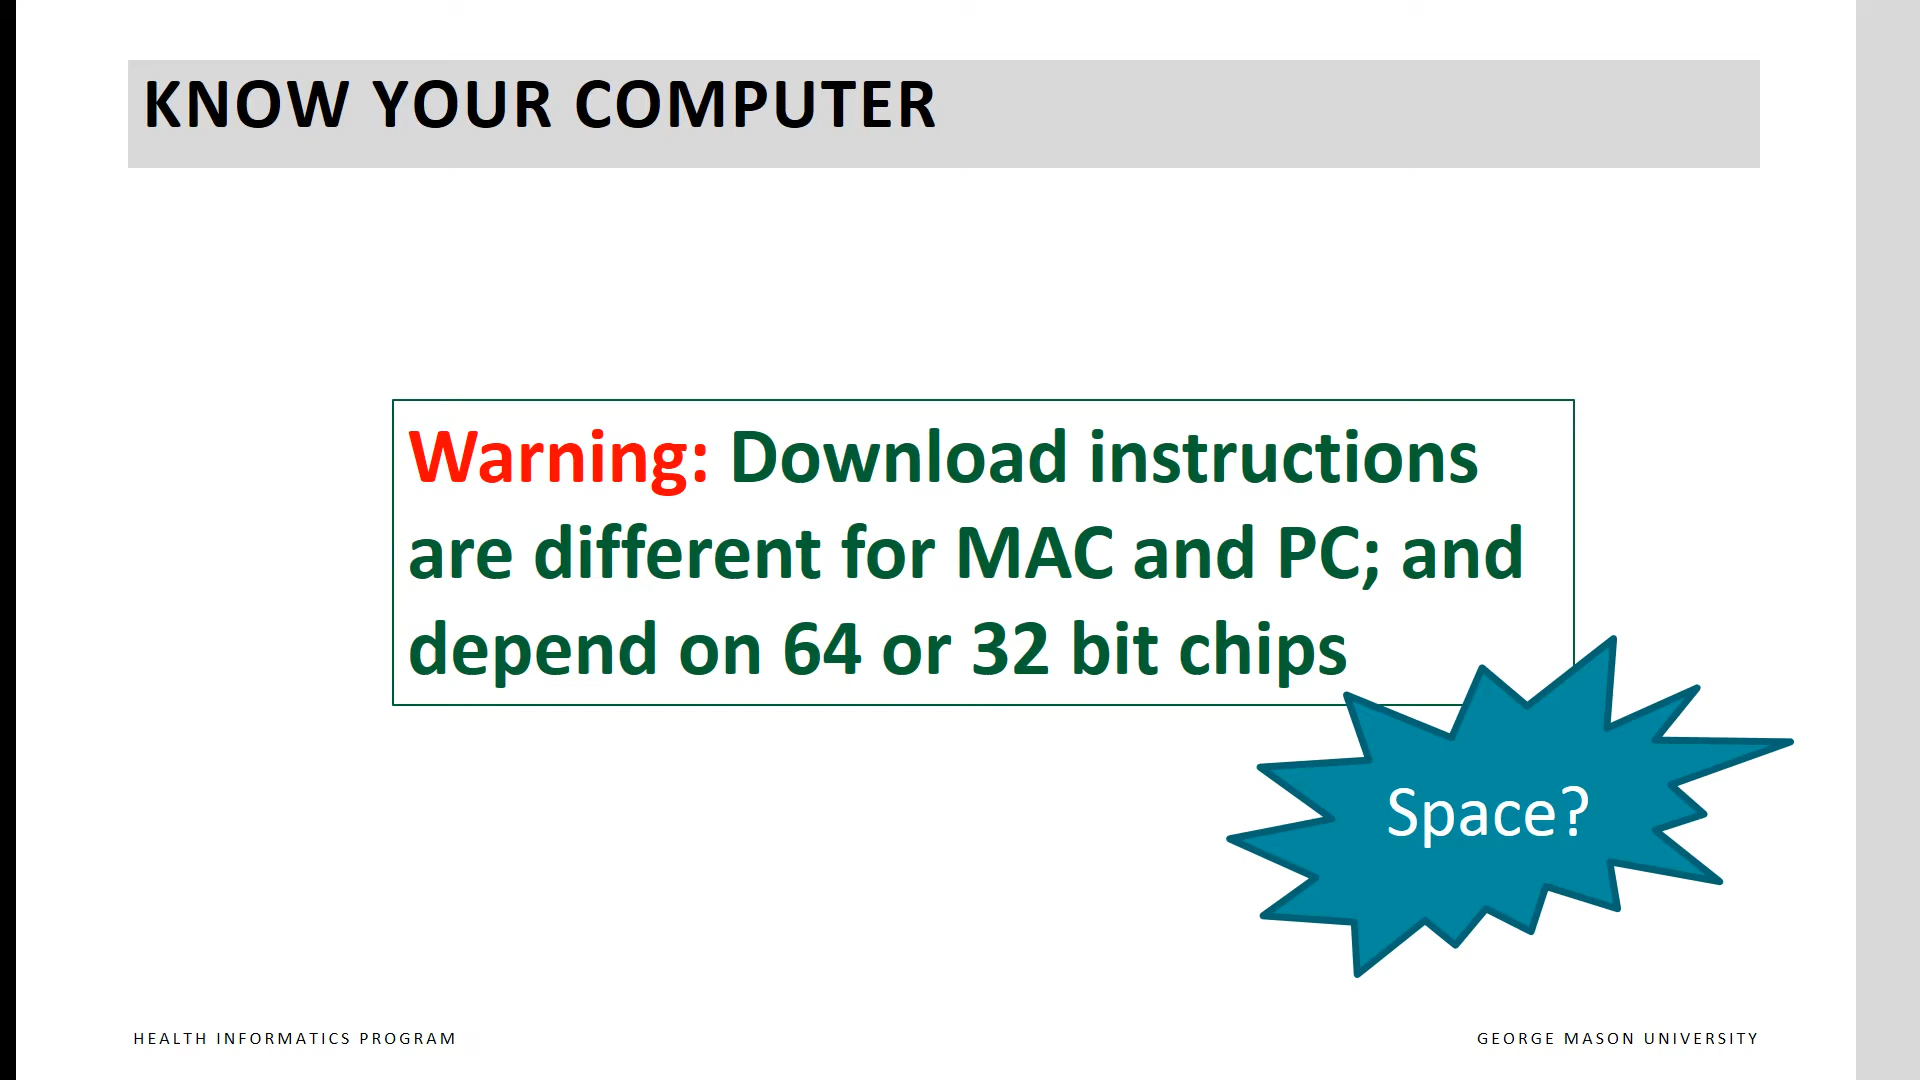 KNOW YOUR COMPUTER
Warning: Download instructions
are different for MAC and PC; and
depend on 64 or 32 bit chips
Space?
HEALTH INFORMATICS PROGRAM
GEORGE MASON UNIVERSITY